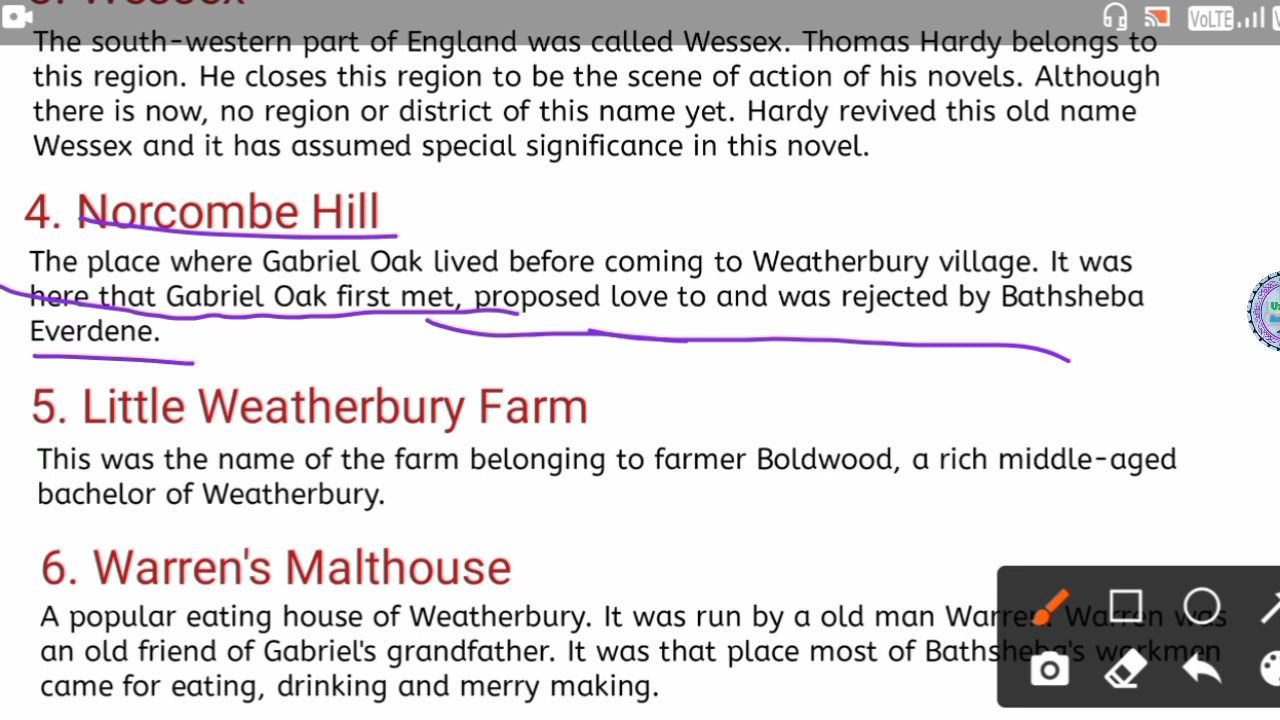 3. Wessex
VoLTE
The south-western part of England was called Wessex. Thomas Hardy belongs to
this region. He closes this region to be the scene of action of his novels. Although
there is now, no region or district of this name yet. Hardy revived this old name
Wessex and it has assumed special significance in this novel.
4. Norcombe Hill
The place where Gabriel Oak lived before coming to Weatherbury village. It was
here that Gabriel Oak first met, proposed love to and was rejected by Bathsheba
Everdene.
5. Little Weatherbury Farm
This was the name of the farm belonging to farmer Boldwood, a rich middle-aged
bachelor of Weatherbury.
6. Warren's Malthouse
A popular eating house of Weatherbury. It was run by a old man Warren. Warren was
an old friend of Gabriel's grandfather. It was that place most of Bathsheba's workmen
came for eating, drinking and merry making.